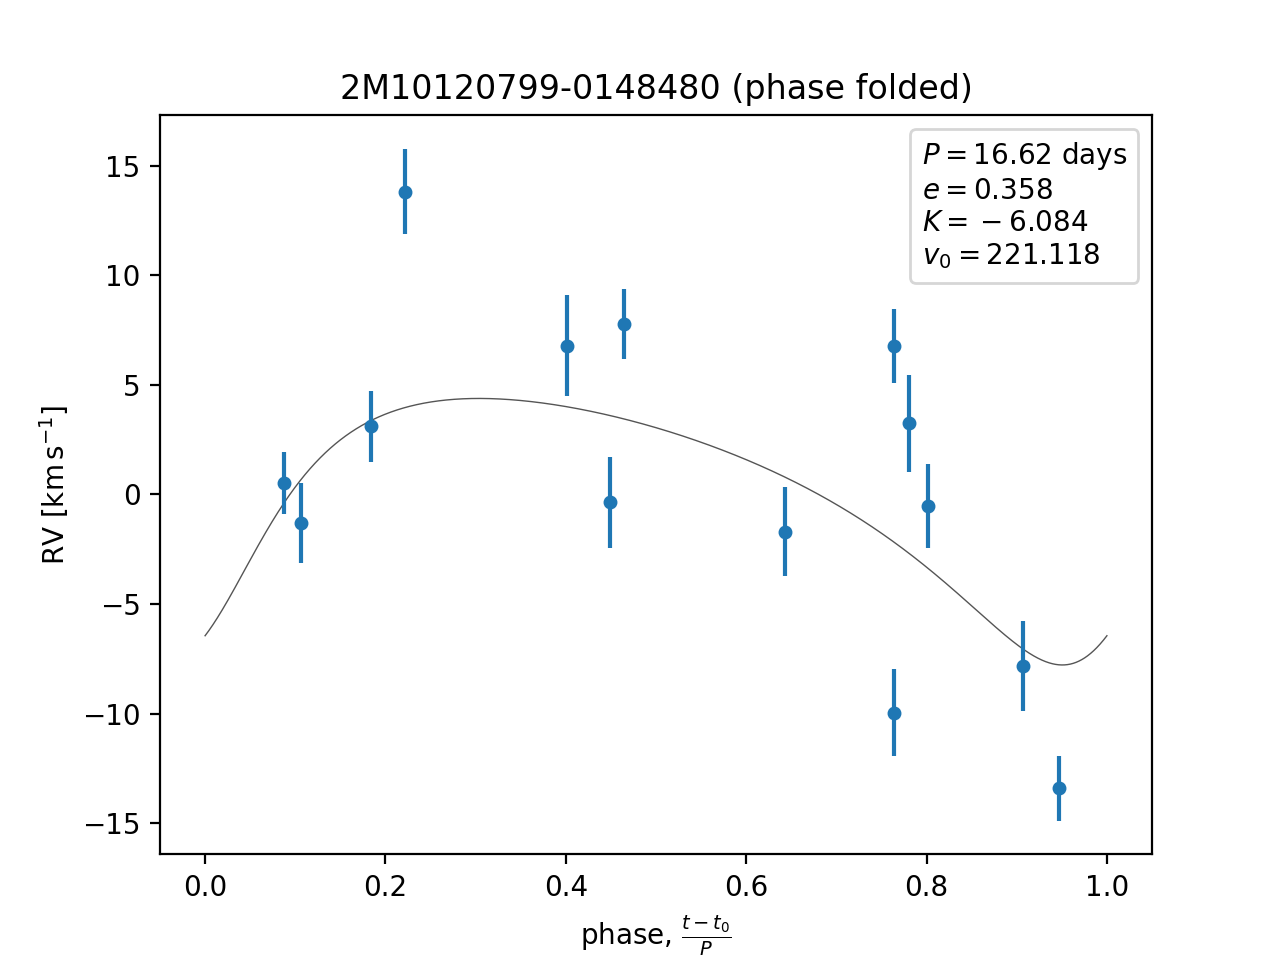 2M10120799-0148480 (phase folded)
P = 16.62 days
e = 0.358
K = −6.084
v₀ = 221.118
15
10
5
0
−5
−10
−15
RV [km s⁻¹]
0.0 0.2 0.4 0.6 0.8 1.0
phase, (t − t₀)/P